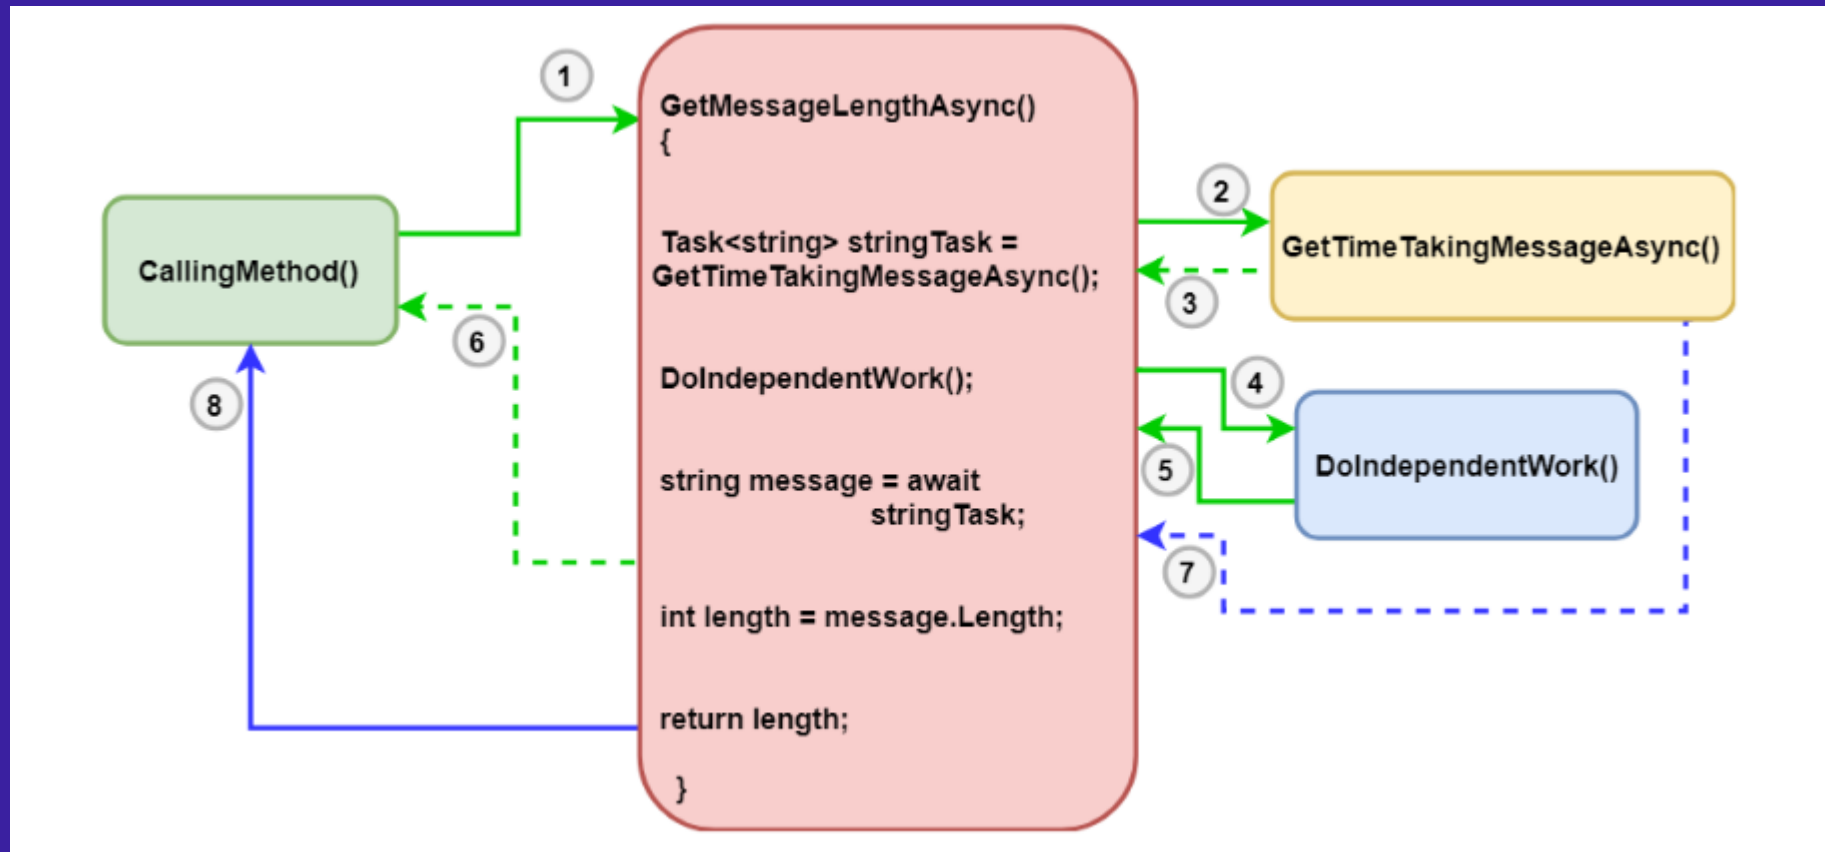 1
GetMessageLengthAsync()
{
2
Task<string> stringTask =
GetTimeTakingMessageAsync();
GetTimeTakingMessageAsync()
CallingMethod()
3
6
DoIndependentWork();
4
8
5
DoIndependentWork()
string message = await
stringTask;
7
int length = message.Length;
return length;
}